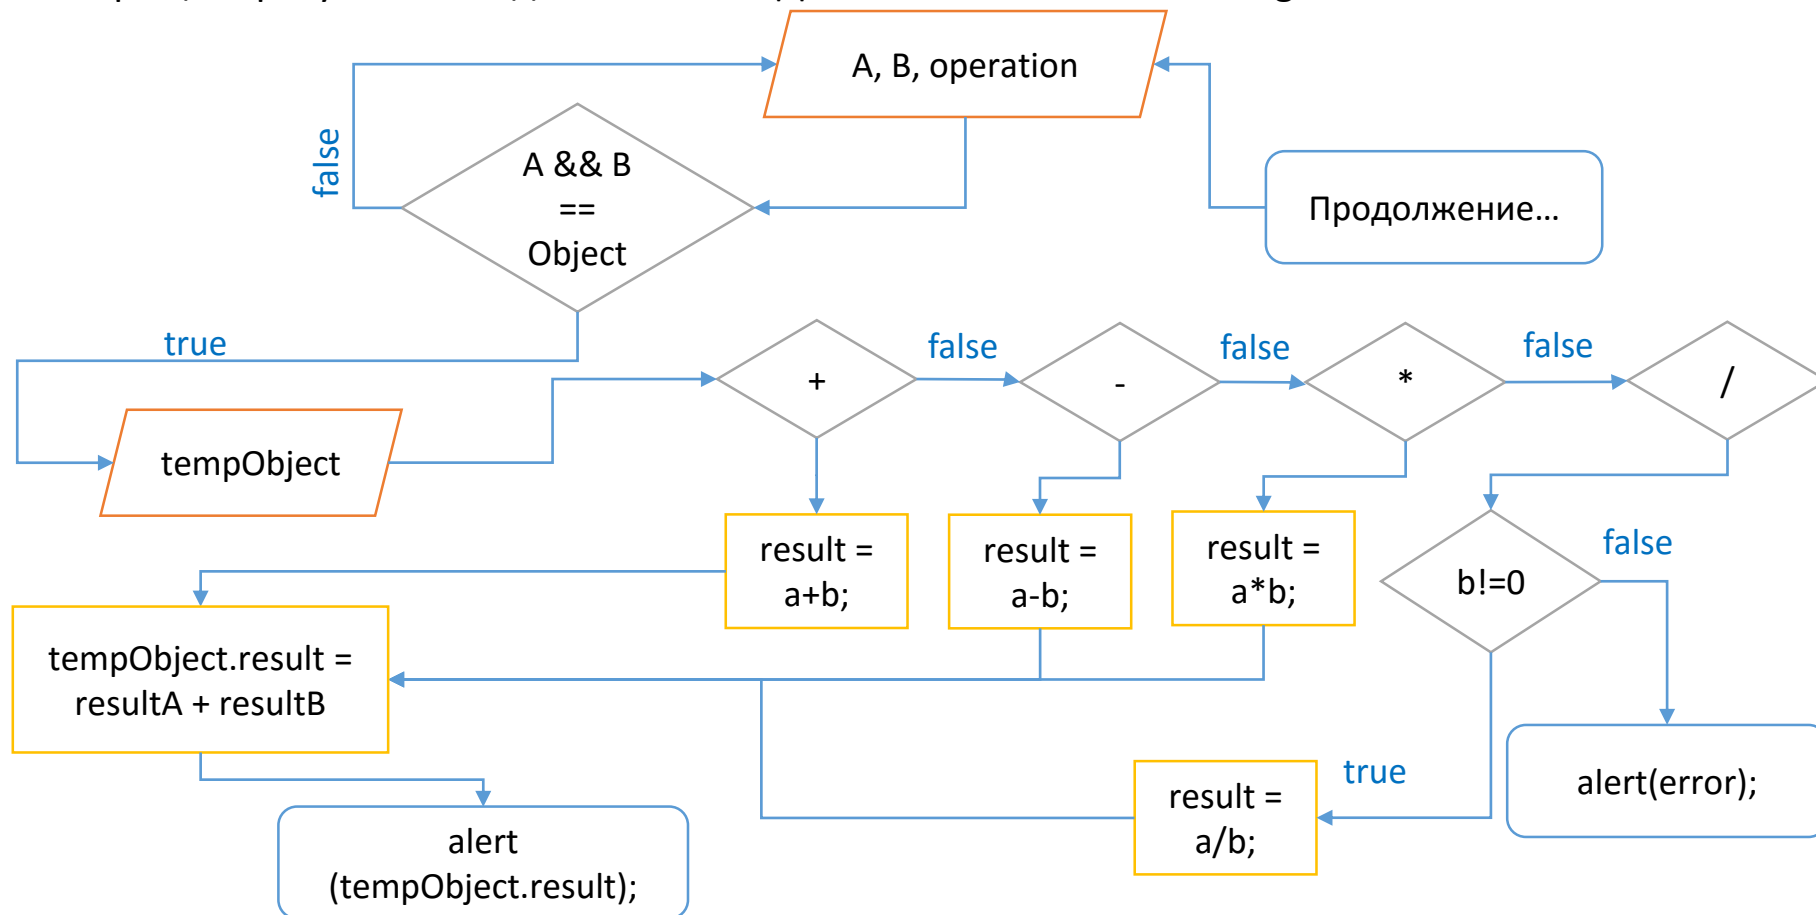 A, B, operation
false
A && B
==
Object
Продолжение...
true
false
false
false
+
-
*
/
tempObject
result =
a+b;
result =
a-b;
result =
a*b;
b!=0
false
tempObject.result =
resultA + resultB
true
result =
a/b;
alert(error);
alert
(tempObject.result);